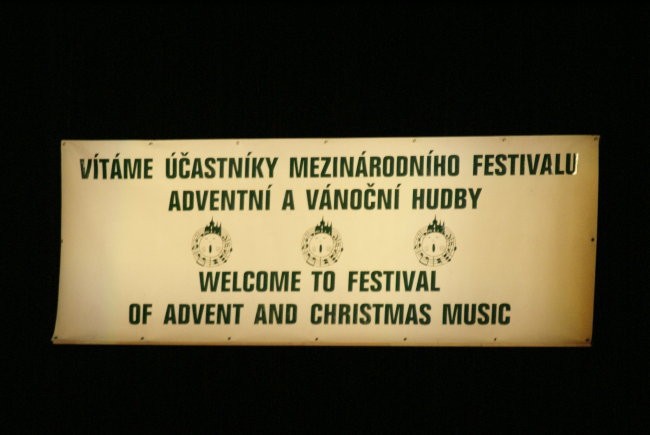 VÍTÁME ÚČASTNÍKY MEZINÁRODNÍHO FESTIVALU
ADVENTNÍ A VÁNOČNÍ HUDBY
WELCOME TO FESTIVAL
OF ADVENT AND CHRISTMAS MUSIC